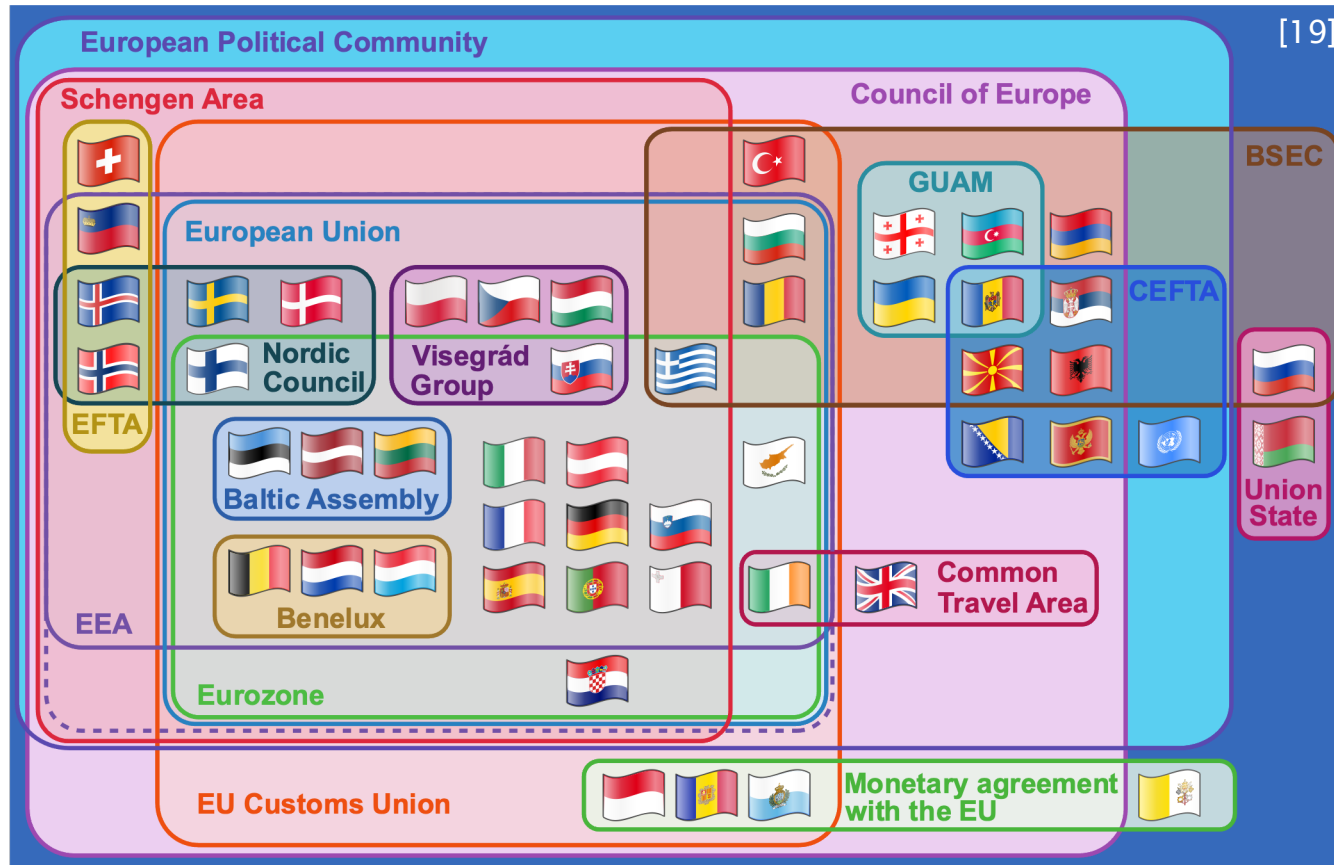 [19]
European Political Community
Schengen Area
Council of Europe
BSEC
GUAM
European Union
CEFTA
Nordic
Council
Visegrád
Group
EFTA
Baltic Assembly
Union
State
Common
Travel Area
Benelux
EEA
Eurozone
Monetary agreement
with the EU
EU Customs Union